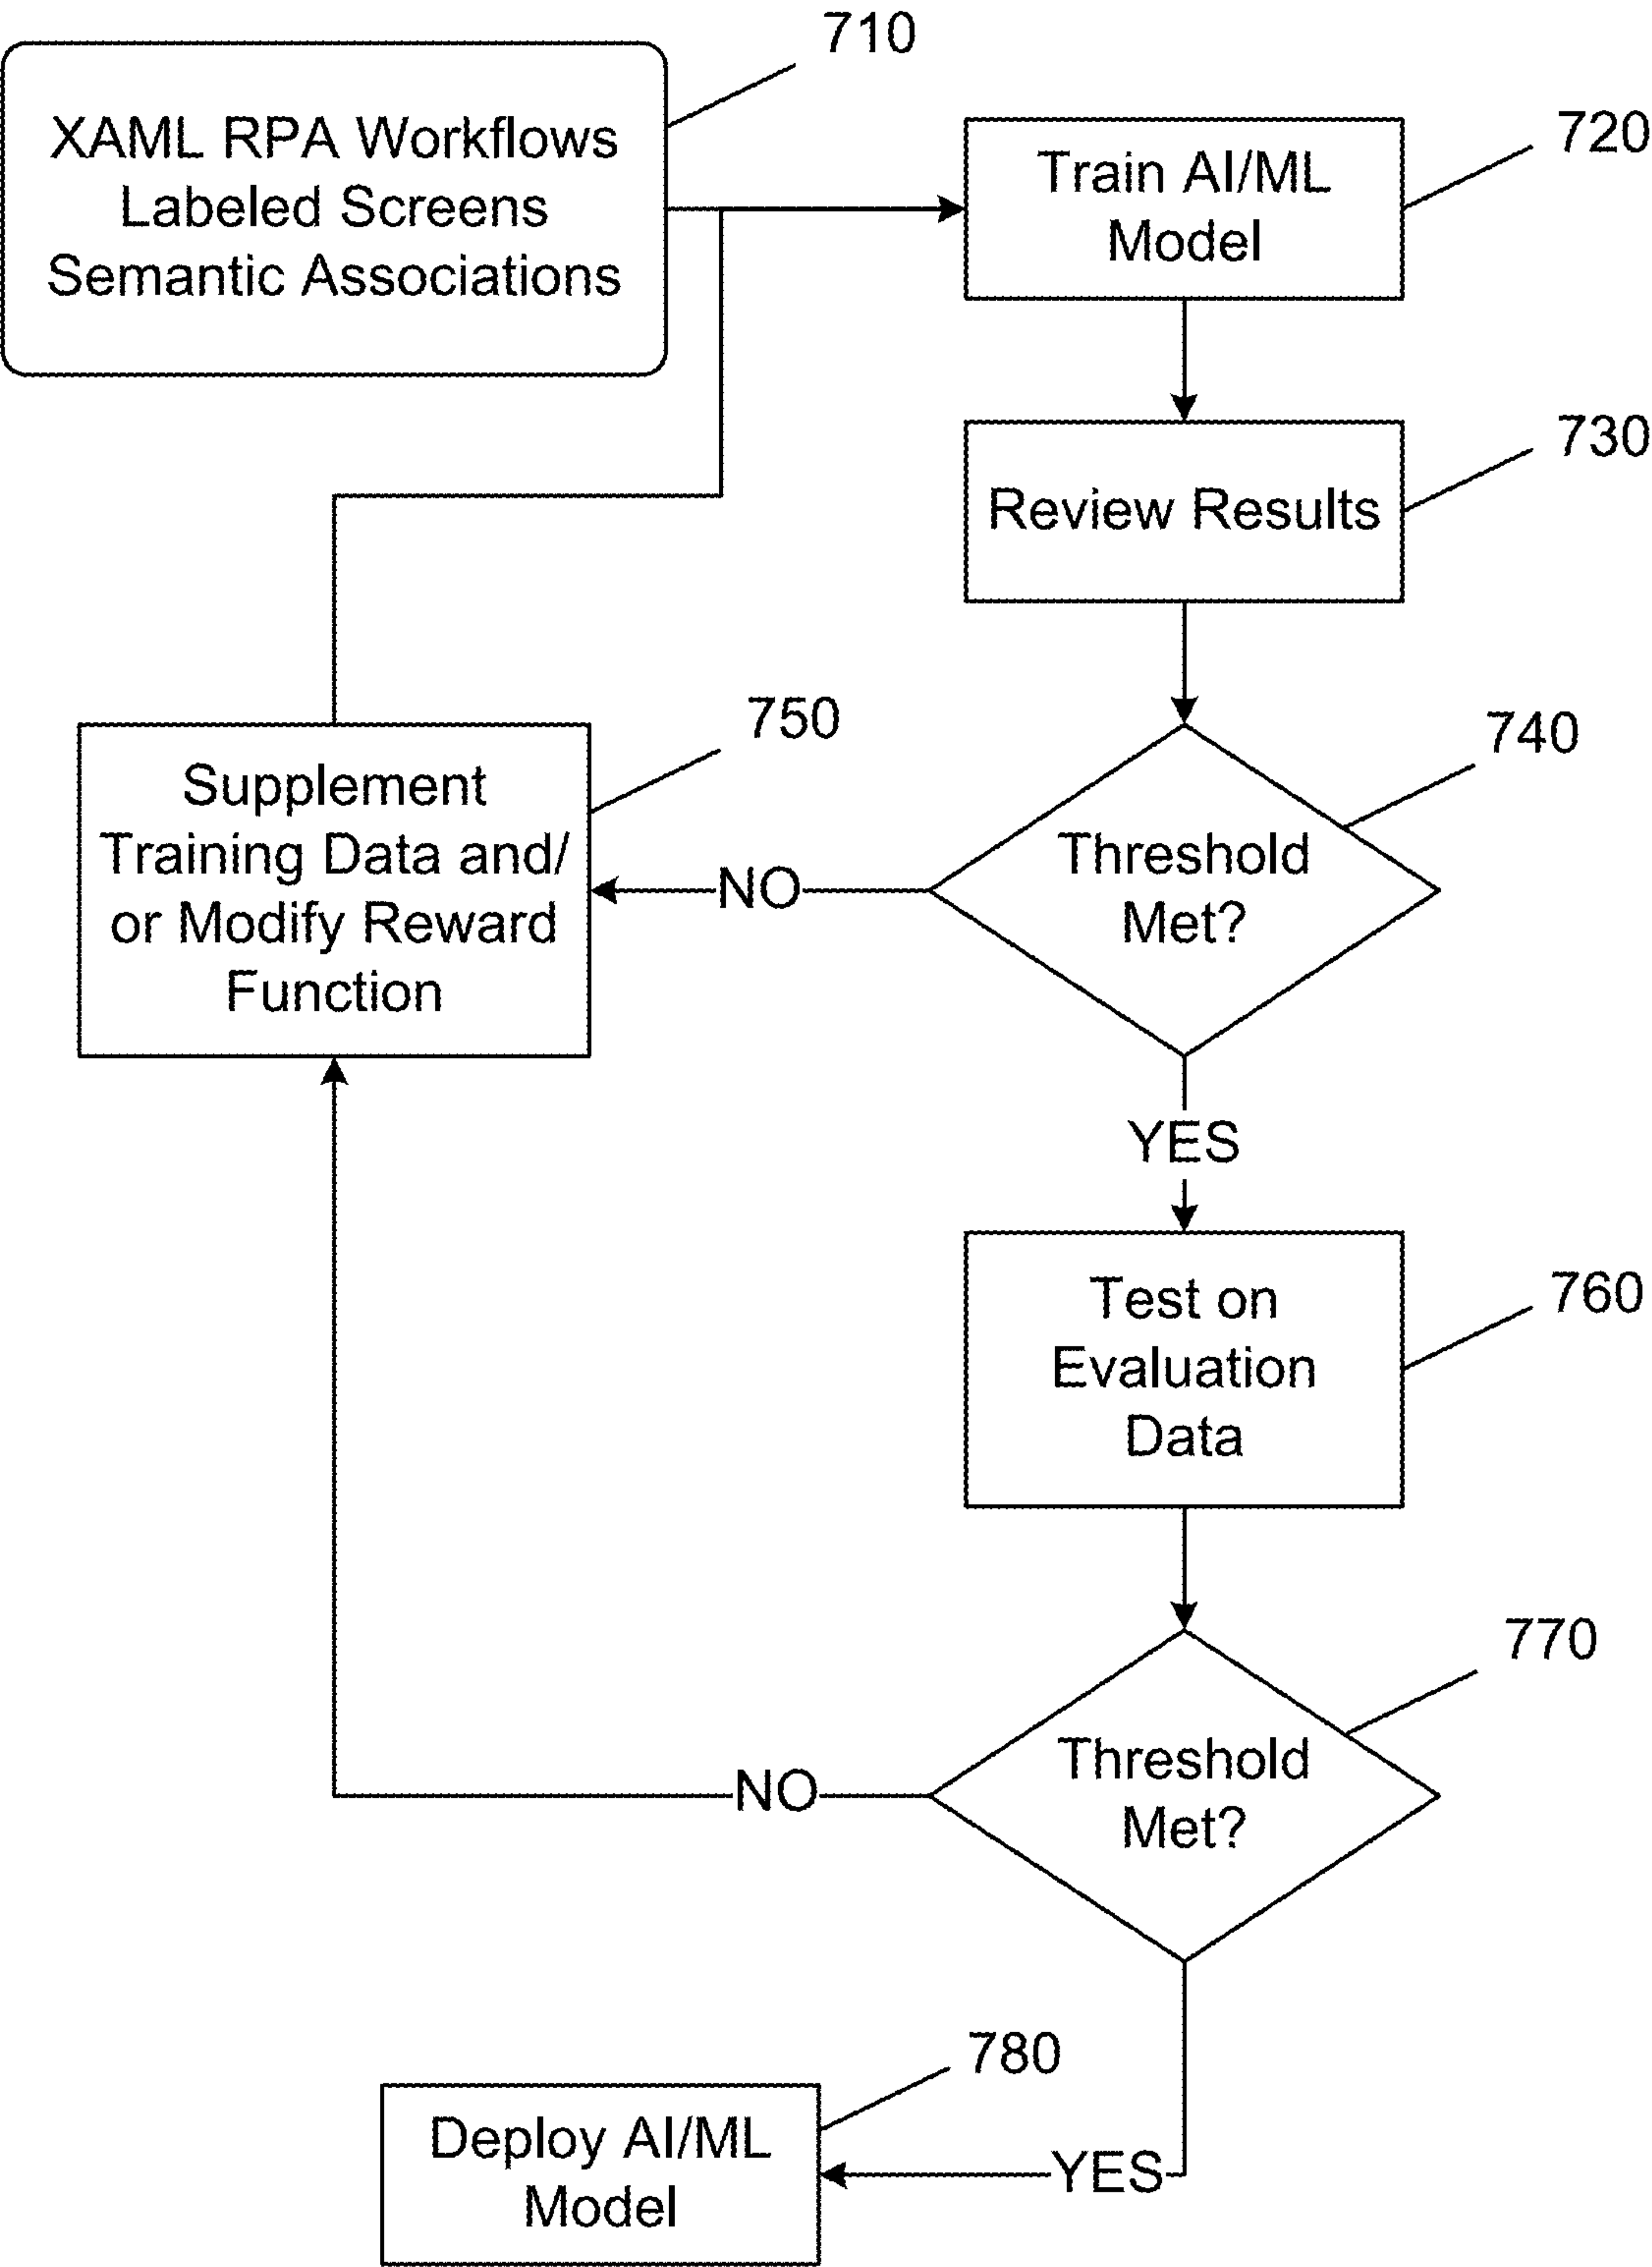 710
XAML RPA Workflows
Labeled Screens
Semantic Associations
720
Train AI/ML
Model
730
Review Results
740
Threshold
Met?
NO
750
Supplement
Training Data and/
or Modify Reward
Function
YES
760
Test on
Evaluation
Data
770
Threshold
Met?
NO
YES
780
Deploy AI/ML
Model